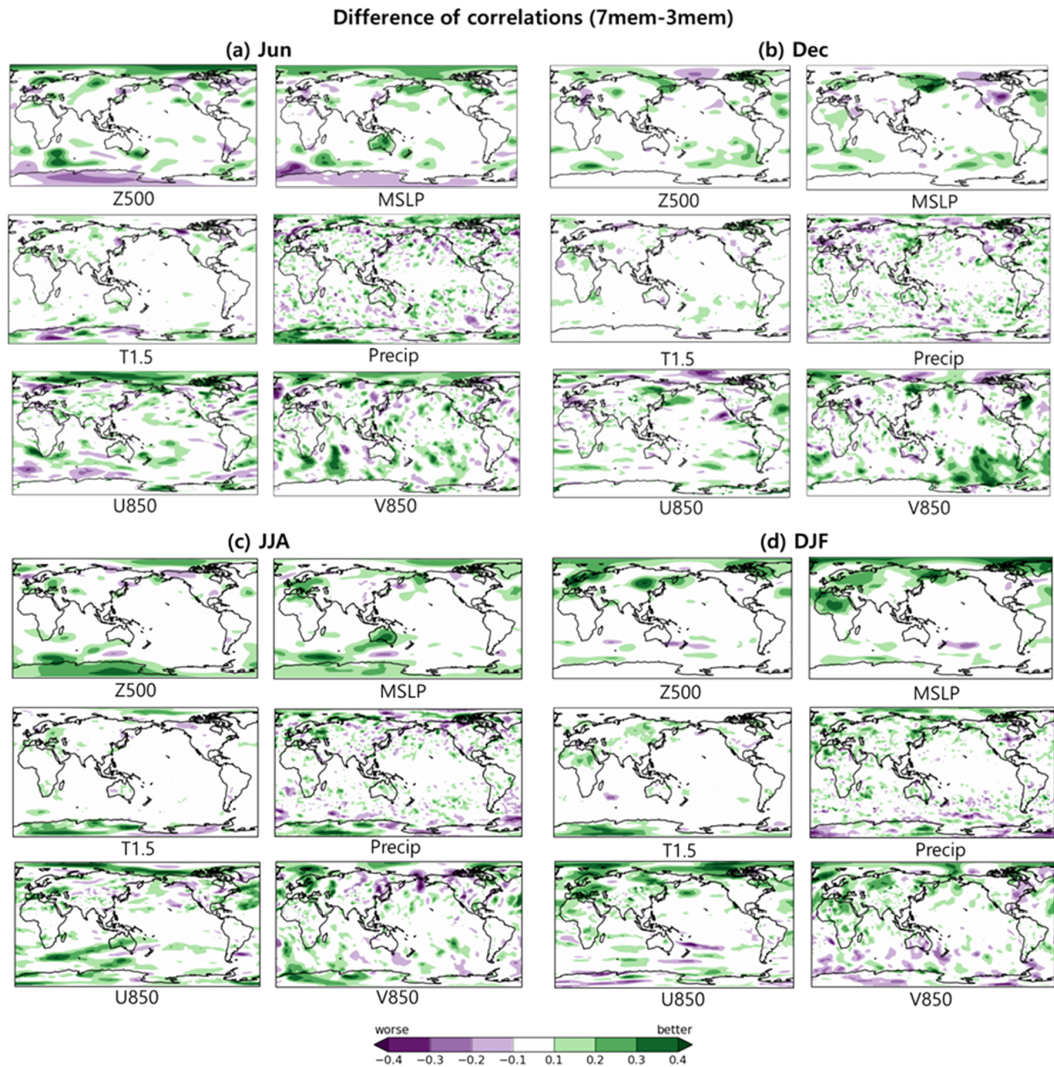 Difference of correlations (7mem-3mem)
(a) Jun
(b) Dec
Z500
MSLP
Z500
MSLP
T1.5
Precip
T1.5
Precip
U850
V850
U850
V850
(c) JJA
(d) DJF
Z500
MSLP
Z500
MSLP
T1.5
Precip
T1.5
Precip
U850
V850
U850
V850
worse
better
−0.4 −0.3 −0.2 −0.1 0.1 0.2 0.3 0.4